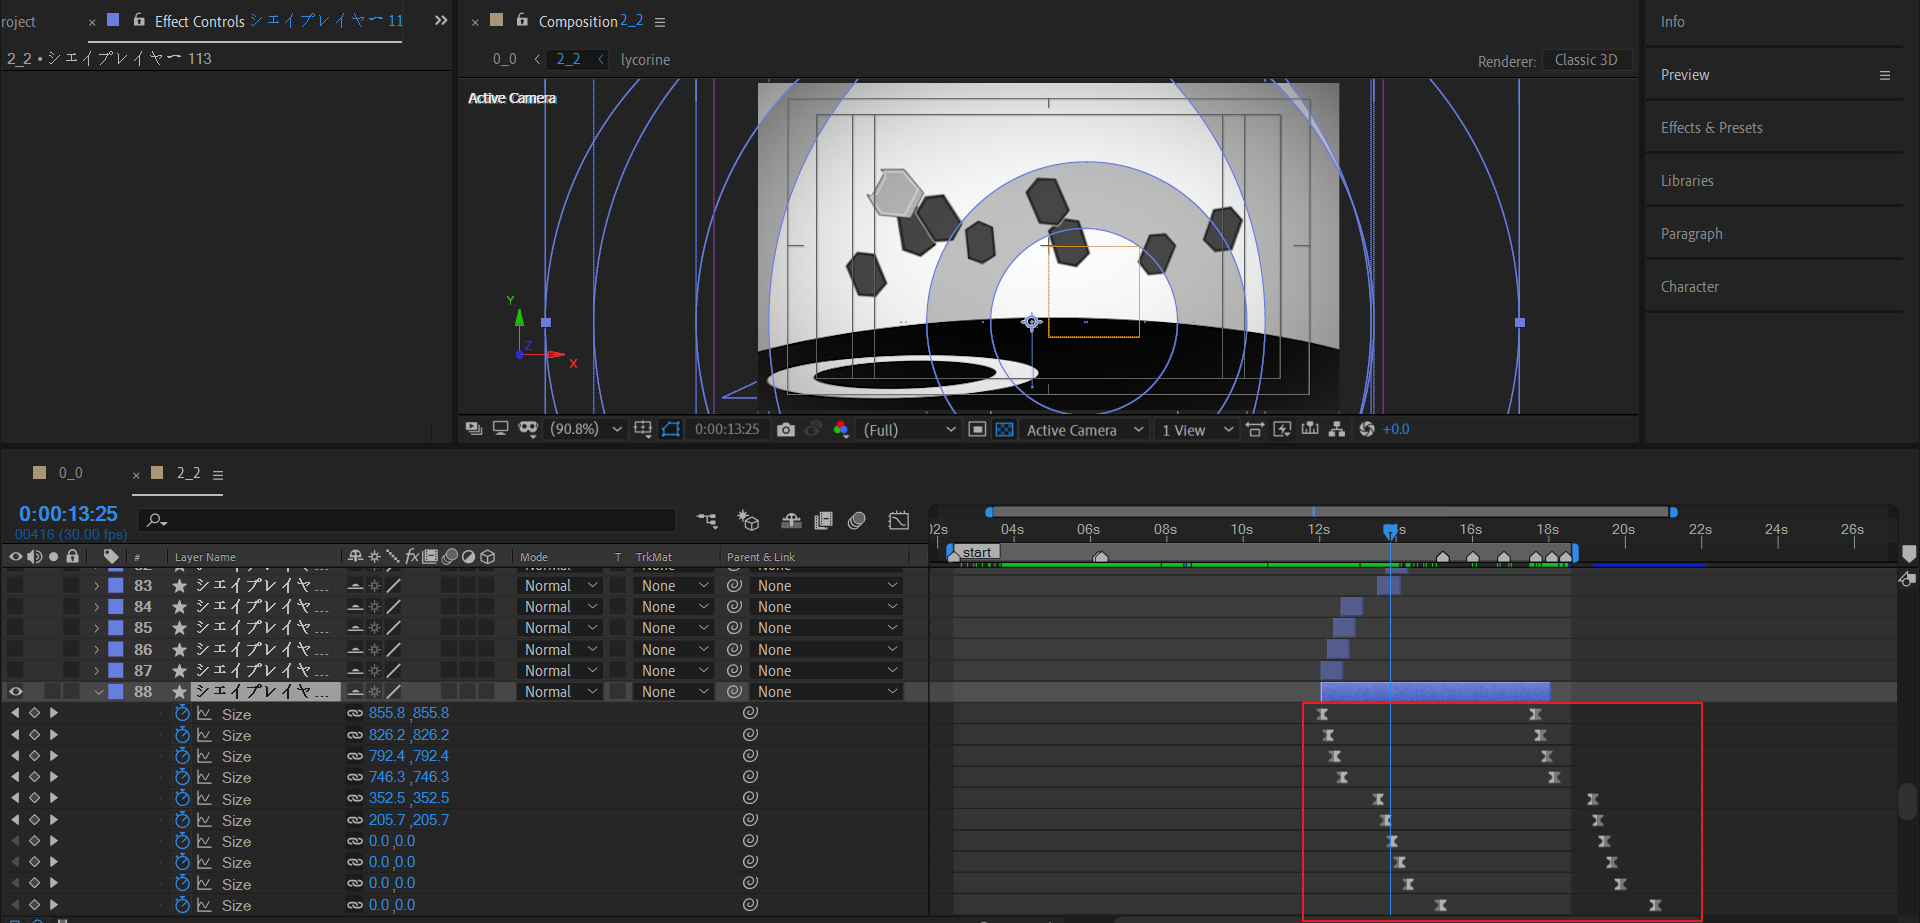 roject
× Effect Controls シェイプレイヤー 11
2_2 • シェイプレイヤー 113
× Composition 2_2
0_0 < 2_2 < lycorine
Renderer: Classic 3D
Active Camera
Y
Z
X
(90.8%) 0:00:13:25 (Full) Active Camera 1 View +0.0
Info
Preview
Effects & Presets
Libraries
Paragraph
Character
0_0
× 2_2
0:00:13:25
00416 (30.00 fps)
02s 04s 06s 08s 10s 12s 4s 16s 18s 20s 22s 24s 26s
start
# Layer Name Mode T TrkMat Parent & Link
83 シェイプレイヤ... Normal None None
84 シェイプレイヤ... Normal None None
85 シェイプレイヤ... Normal None None
86 シェイプレイヤ... Normal None None
87 シェイプレイヤ... Normal None None
88 シェイプレイヤ... Normal None None
Size 855.8,855.8
Size 826.2,826.2
Size 792.4,792.4
Size 746.3,746.3
Size 352.5,352.5
Size 205.7,205.7
Size 0.0,0.0
Size 0.0,0.0
Size 0.0,0.0
Size 0.0,0.0